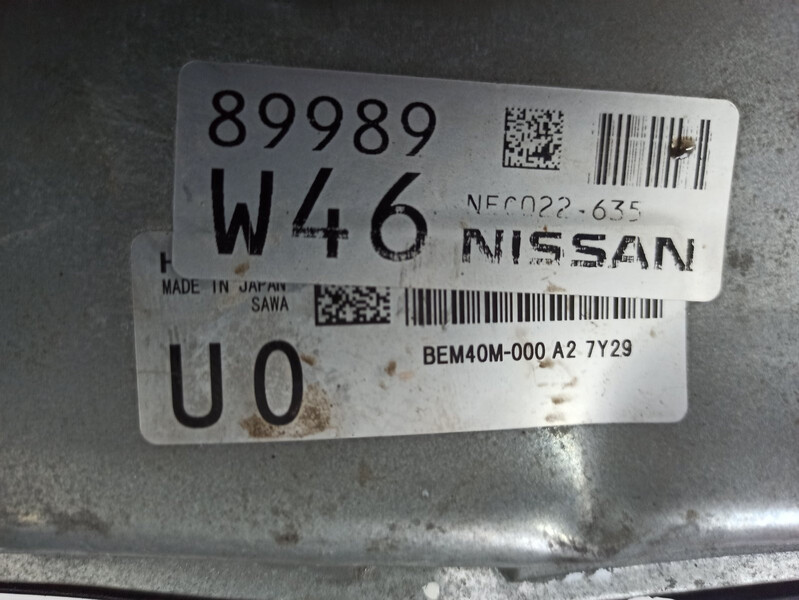 89989
W46
NEC022-635
NISSAN
MADE IN JAPAN
SAWA
U0
BEM40M-000 A2 7Y29